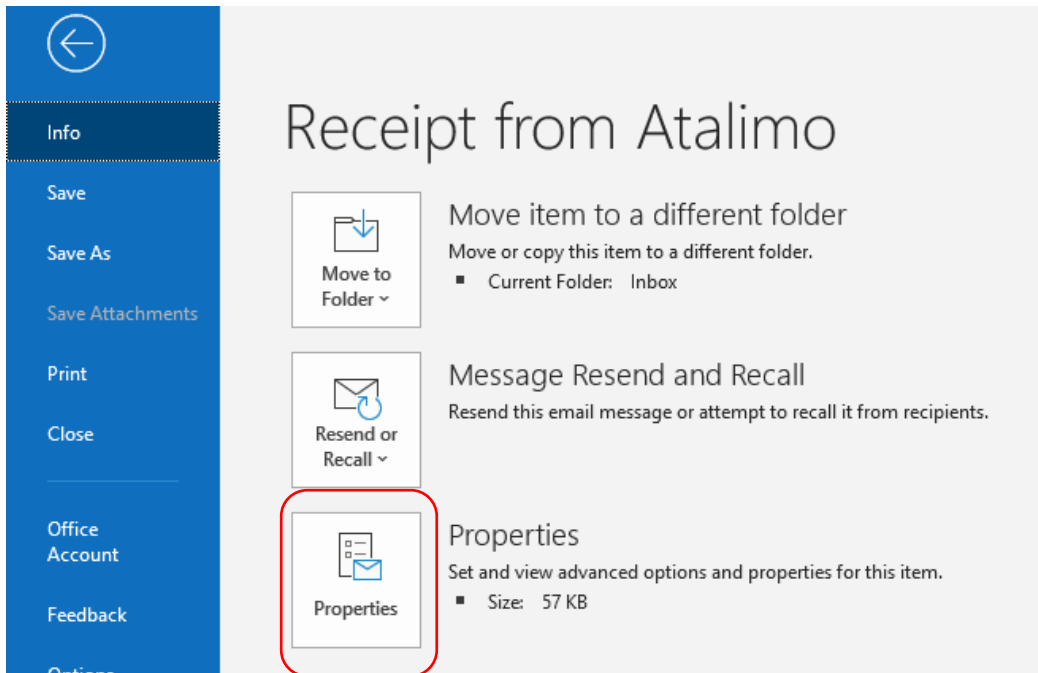 Info
Save
Save As
Save Attachments
Print
Close
Office
Account
Feedback
Options
Receipt from Atalimo
Move to
Folder
Move item to a different folder
Move or copy this item to a different folder.
Current Folder: Inbox
Resend or
Recall
Message Resend and Recall
Resend this email message or attempt to recall it from recipients.
Properties
Properties
Set and view advanced options and properties for this item.
Size: 57 KB